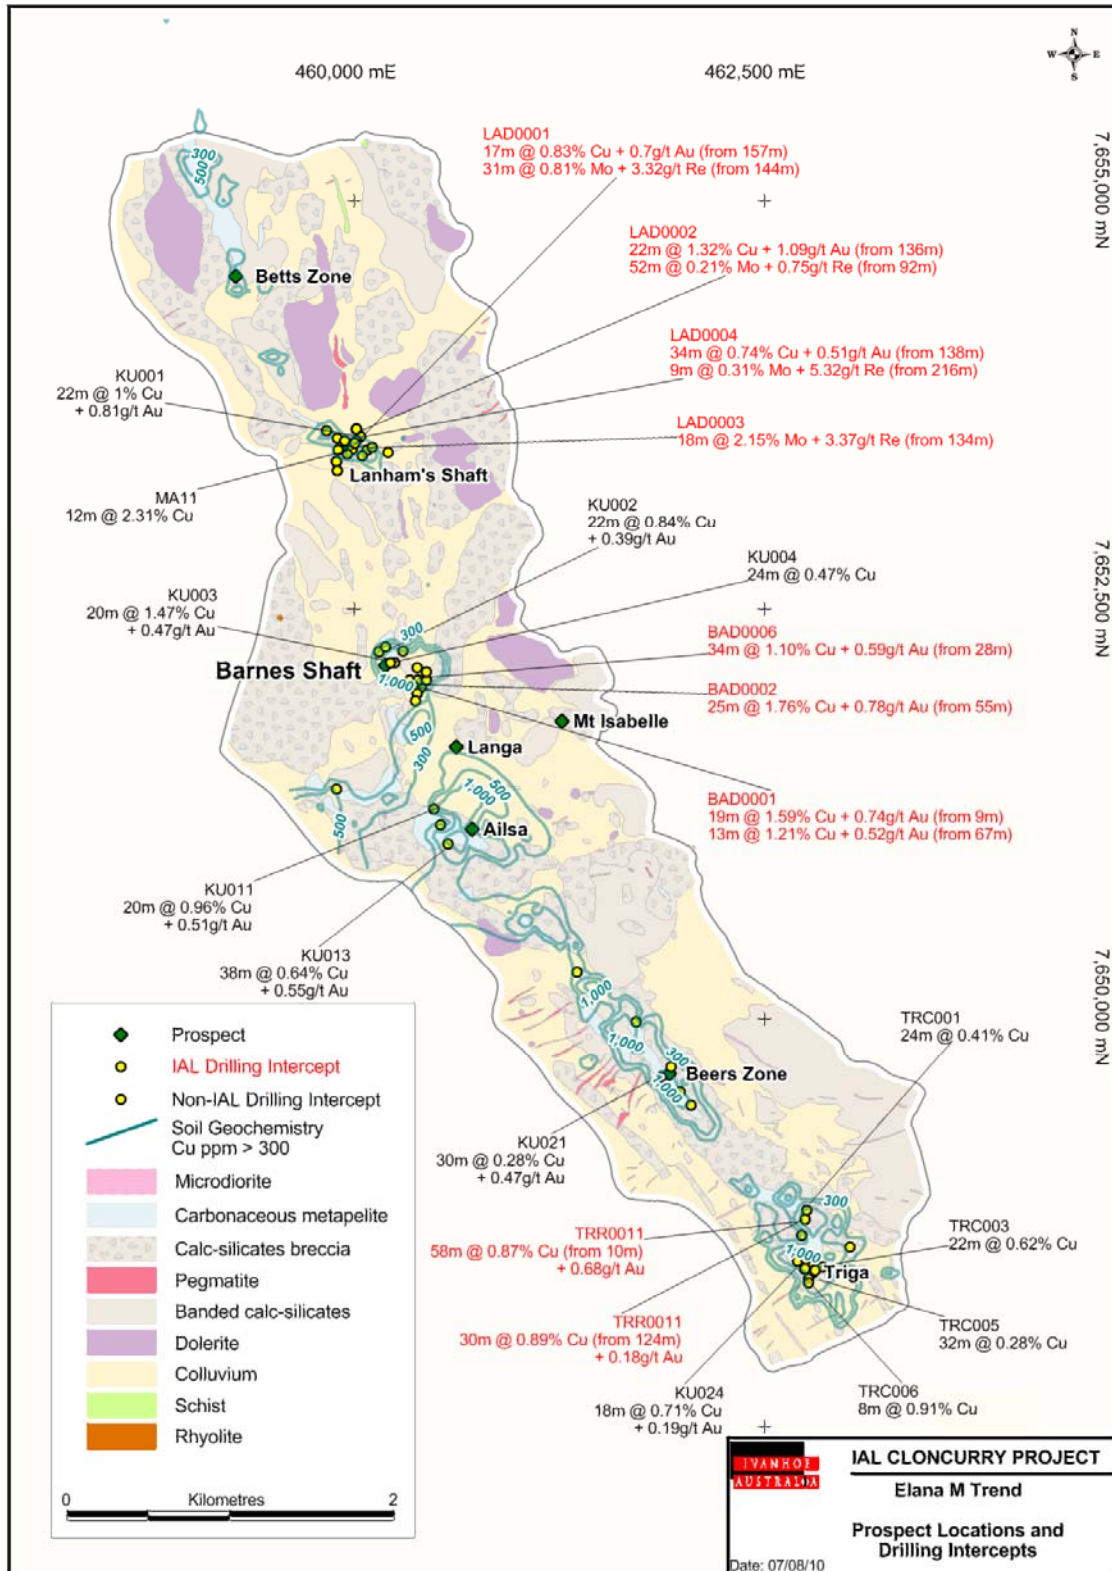 N
W E
S
460,000 mE
462,500 mE
7,655,000 mN
7,652,500 mN
7,650,000 mN
LAD0001
17m @ 0.83% Cu + 0.7g/t Au (from 157m)
31m @ 0.81% Mo + 3.32g/t Re (from 144m)
LAD0002
22m @ 1.32% Cu + 1.09g/t Au (from 136m)
52m @ 0.21% Mo + 0.75g/t Re (from 92m)
300
500
Betts Zone
LAD0004
34m @ 0.74% Cu + 0.51g/t Au (from 138m)
9m @ 0.31% Mo + 5.32g/t Re (from 216m)
KU001
22m @ 1% Cu
+ 0.81g/t Au
LAD0003
18m @ 2.15% Mo + 3.37g/t Re (from 134m)
Lanham's Shaft
MA11
12m @ 2.31% Cu
KU002
22m @ 0.84% Cu
+ 0.39g/t Au
KU004
24m @ 0.47% Cu
KU003
20m @ 1.47% Cu
+ 0.47g/t Au
300
BAD0006
34m @ 1.10% Cu + 0.59g/t Au (from 28m)
Barnes Shaft
1,000
BAD0002
25m @ 1.76% Cu + 0.78g/t Au (from 55m)
Mt Isabelle
500
Langa
300
500
1,000
BAD0001
19m @ 1.59% Cu + 0.74g/t Au (from 9m)
13m @ 1.21% Cu + 0.52g/t Au (from 67m)
500
Ailsa
KU011
20m @ 0.96% Cu
+ 0.51g/t Au
KU013
38m @ 0.64% Cu
+ 0.55g/t Au
1,000
1,000
300
Beers Zone
1,000
TRC001
24m @ 0.41% Cu
KU021
30m @ 0.28% Cu
+ 0.47g/t Au
300
TRR0011
58m @ 0.87% Cu (from 10m)
+ 0.68g/t Au
TRC003
22m @ 0.62% Cu
1,000
Triga
TRR0011
30m @ 0.89% Cu (from 124m)
+ 0.18g/t Au
TRC005
32m @ 0.28% Cu
KU024
18m @ 0.71% Cu
+ 0.19g/t Au
TRC006
8m @ 0.91% Cu
Prospect
IAL Drilling Intercept
Non-IAL Drilling Intercept
Soil Geochemistry
Cu ppm > 300
Microdiorite
Carbonaceous metapelite
Calc-silicates breccia
Pegmatite
Banded calc-silicates
Dolerite
Colluvium
Schist
Rhyolite
0 Kilometres 2
IVANHOE
AUSTRALIA
IAL CLONCURRY PROJECT
Elana M Trend
Prospect Locations and
Drilling Intercepts
Date: 07/08/10